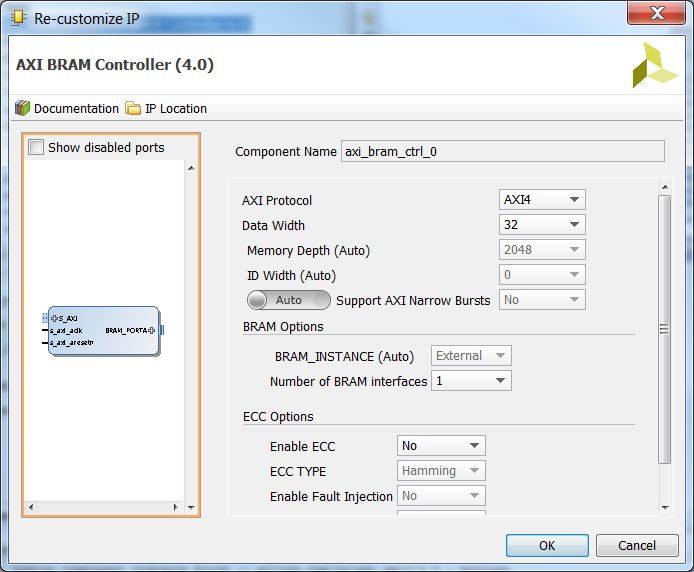 Re-customize IP
AXI BRAM Controller (4.0)
Documentation IP Location
Show disabled ports
Component Name axi_bram_ctrl_0
AXI Protocol AXI4
Data Width 32
Memory Depth (Auto) 2048
ID Width (Auto) 0
Auto Support AXI Narrow Bursts No
BRAM Options
BRAM_INSTANCE (Auto) External
Number of BRAM interfaces 1
ECC Options
Enable ECC No
ECC TYPE Hamming
Enable Fault Injection No
S_AXI
s_axi_aclk BRAM_PORTA
s_axi_aresetn
OK Cancel